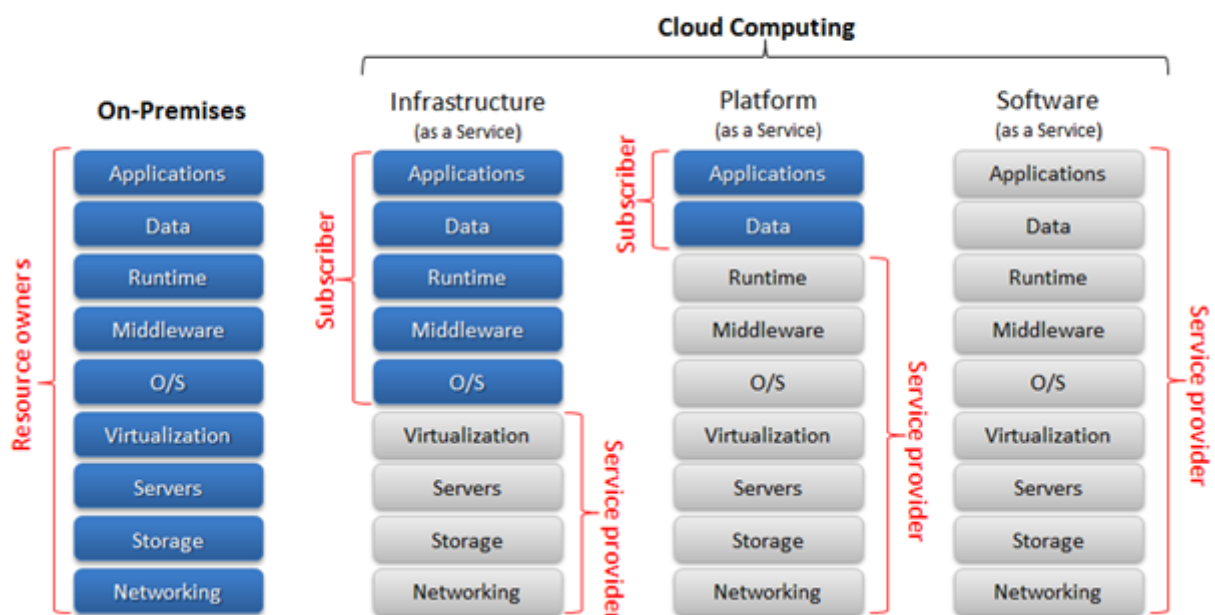 Cloud Computing
On-Premises
Infrastructure
(as a Service)
Platform
(as a Service)
Software
(as a Service)
Resource owners
Applications
Data
Runtime
Middleware
O/S
Virtualization
Servers
Storage
Networking
Subscriber
Applications
Data
Runtime
Middleware
O/S
Virtualization
Servers
Storage
Networking
Service provider
Subscriber
Applications
Data
Runtime
Middleware
O/S
Virtualization
Servers
Storage
Networking
Service provider
Applications
Data
Runtime
Middleware
O/S
Virtualization
Servers
Storage
Networking
Service provider